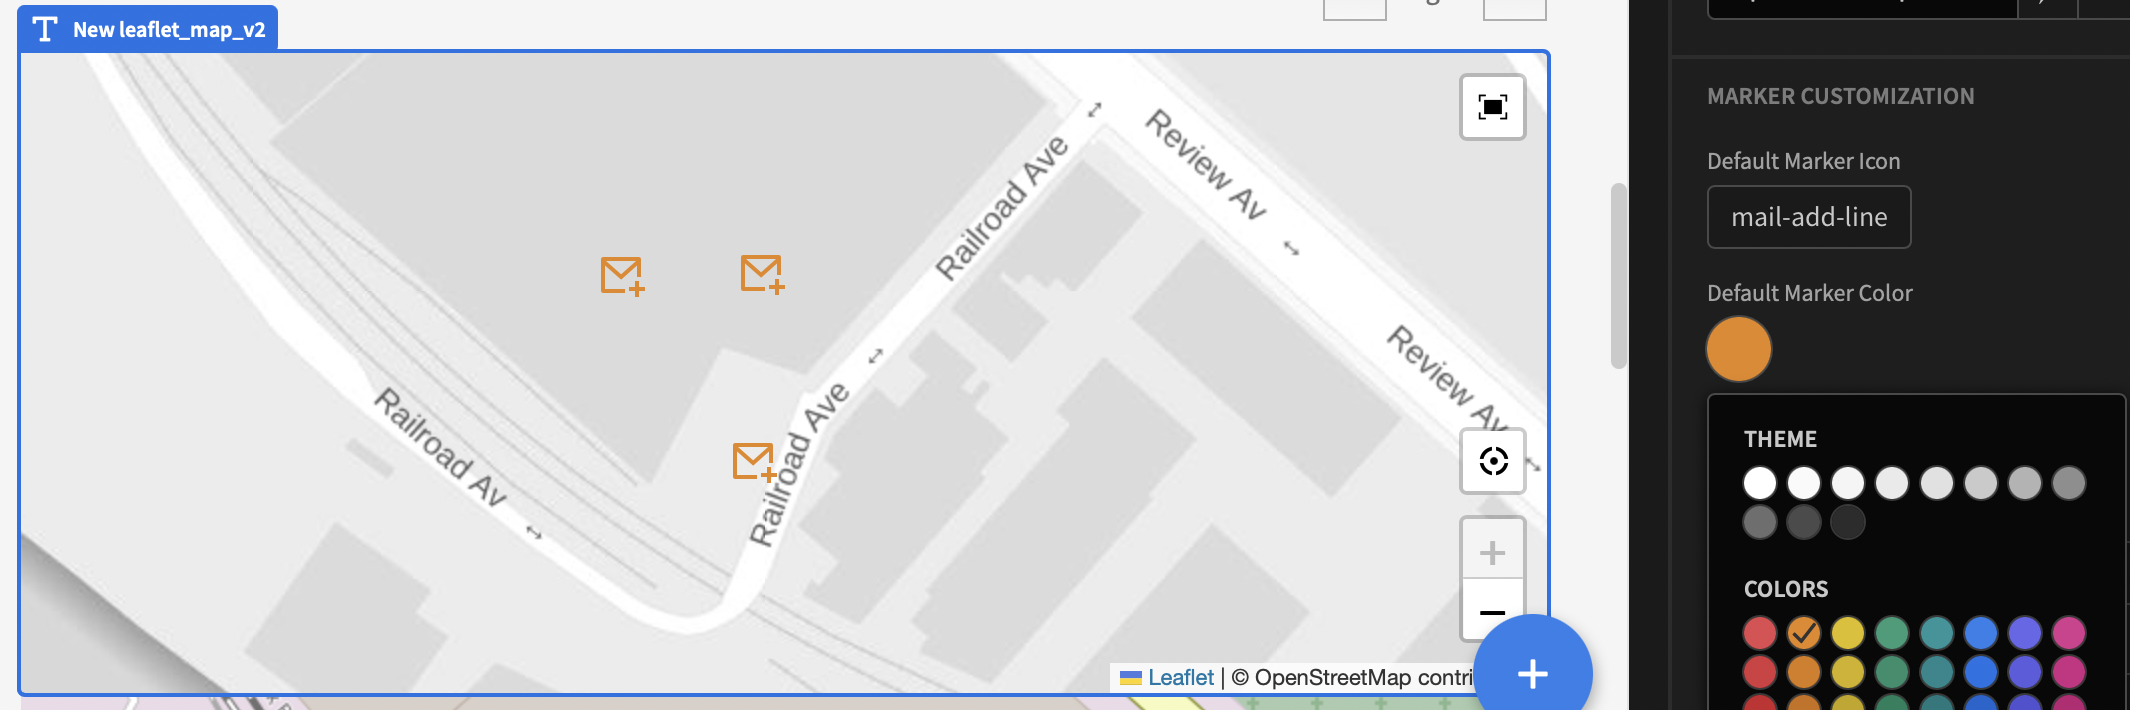 New leaflet_map_v2
Review Av
Railroad Ave
Review Av
Railroad Ave
Railroad Av
Leaflet | © OpenStreetMap contri
MARKER CUSTOMIZATION
Default Marker Icon
mail-add-line
Default Marker Color
THEME
COLORS